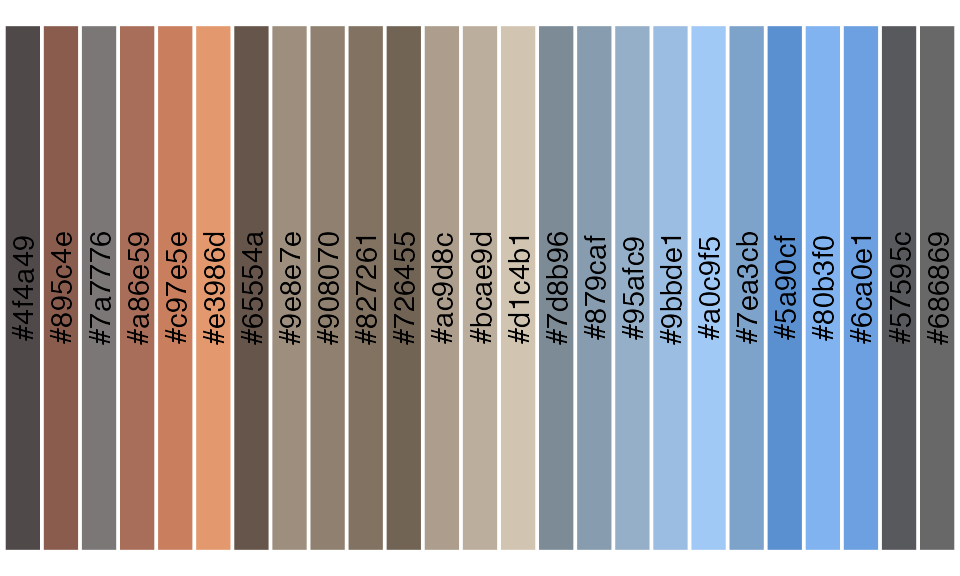 #4f4a49
#895c4e
#7a7776
#a86e59
#c97e5e
#e3986d
#65554a
#9e8e7e
#908070
#827261
#726455
#ac9d8c
#bcae9d
#d1c4b1
#7d8b96
#879caf
#95afc9
#9bbde1
#a0c9f5
#7ea3cb
#5a90cf
#80b3f0
#6ca0e1
#57595c
#686869